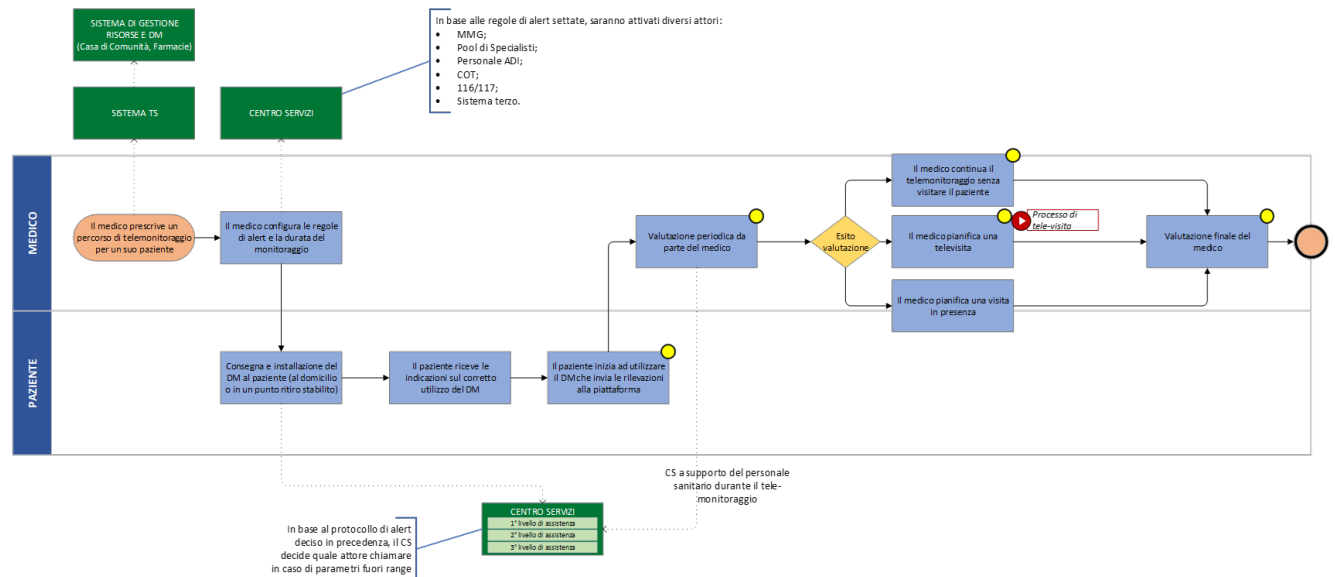 SISTEMA DI GESTIONE
RISORSE E DM
(Casa di Comunità, Farmacie)
In base alle regole di alert settate, saranno attivati diversi attori:
• MMG;
• Pool di Specialisti;
• Personale ADI;
• COT;
• 116/117;
• Sistema terzo.
SISTEMA TS
CENTRO SERVIZI
MEDICO
Il medico prescrive un
percorso di telemonitoraggio
per un suo paziente
Il medico configura le regole
di alert e la durata del
monitoraggio
Valutazione periodica da
parte del medico
Esito
valutazione
Il medico continua il
telemonitoraggio senza
visitare il paziente
Il medico pianifica una
televisita
Processo di
tele-visita
Il medico pianifica una visita
in presenza
Valutazione finale del
medico
PAZIENTE
Consegna e installazione del
DM al paziente (al domicilio
o in un punto ritiro stabilito)
Il paziente riceve le
indicazioni sul corretto
utilizzo del DM
Il paziente inizia ad utilizzare
il DM che invia le rilevazioni
alla piattaforma
CS a supporto del personale
sanitario durante il tele-
monitoraggio
CENTRO SERVIZI
1° livello di assistenza
2° livello di assistenza
3° livello di assistenza
In base al protocollo di alert
deciso in precedenza, il CS
decide quale attore chiamare
in caso di parametri fuori range